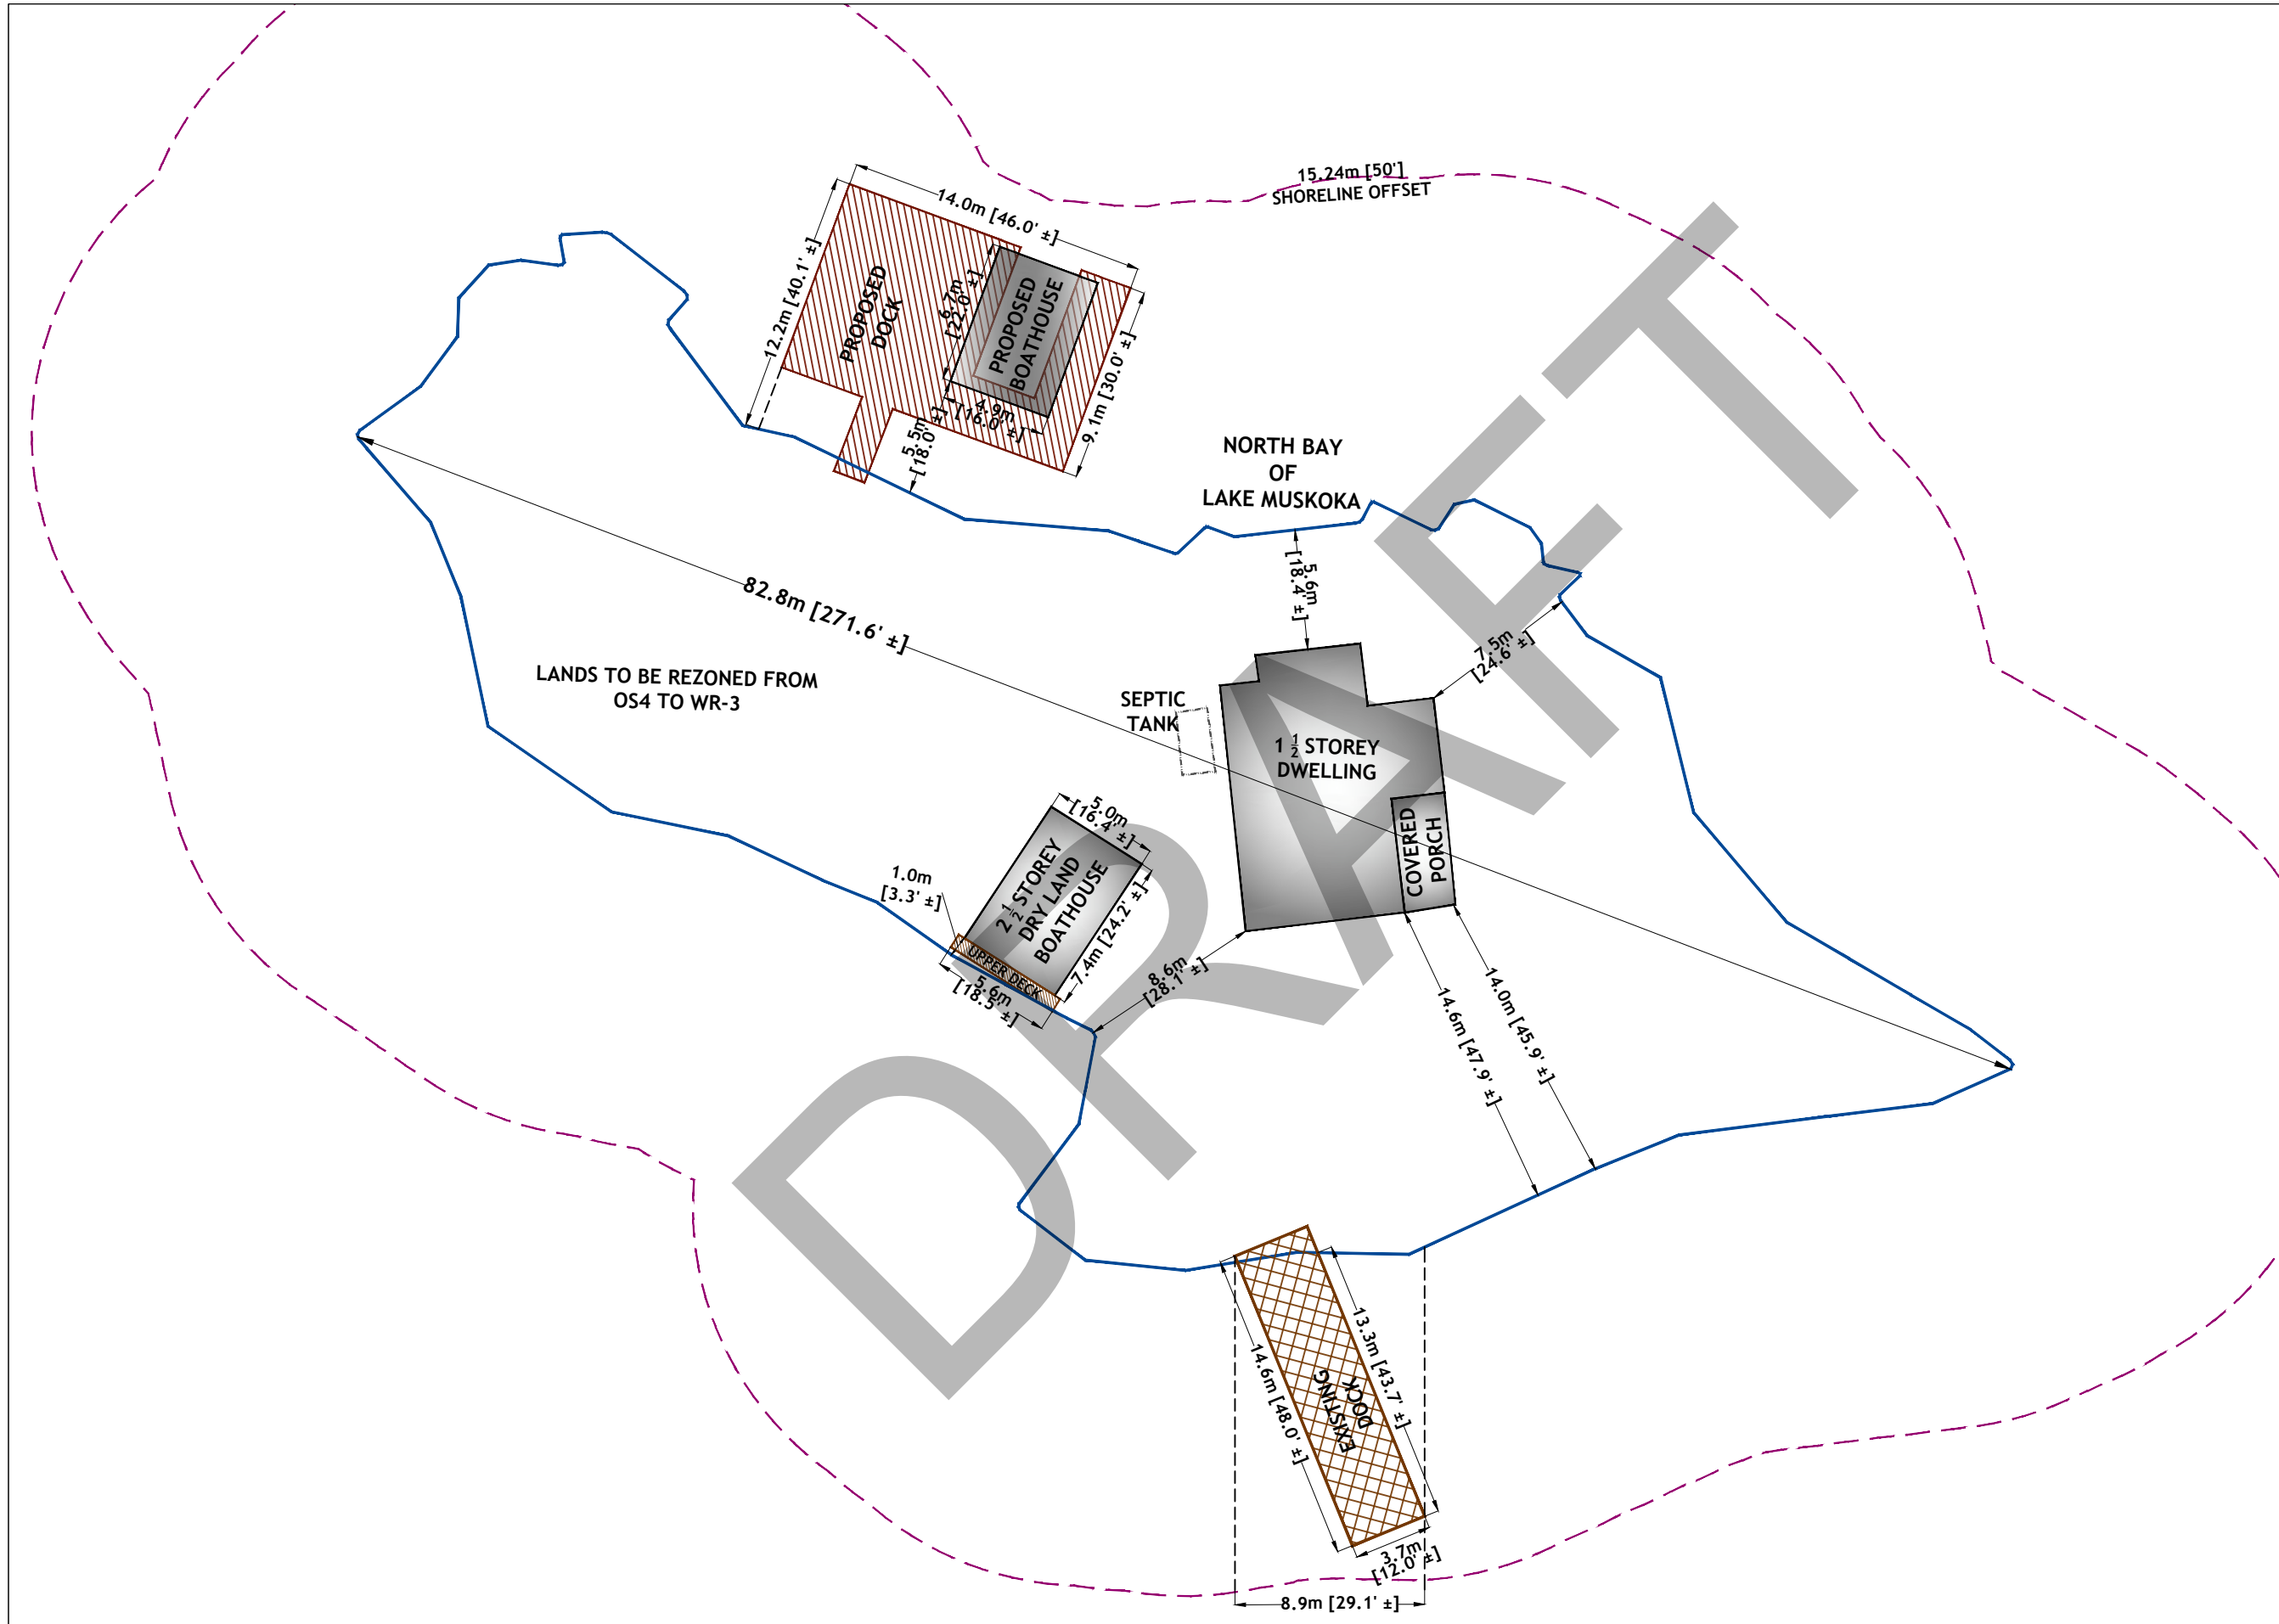 15.24m [50']
SHORELINE OFFSET
14.0m [46.0' ±]
12.2m [40.1' ±]
PROPOSED
DOCK
6.7m
[22.0' ±]
PROPOSED
BOATHOUSE
4.9m
[16.0' ±]
9.1m [30.0' ±]
5.5m
[18.0' ±]
NORTH BAY
OF
LAKE MUSKOKA
5.6m
[18.4' ±]
7.5m
[24.6' ±]
82.8m [271.6' ±]
LANDS TO BE REZONED FROM
OS4 TO WR-3
SEPTIC
TANK
1 1/2 STOREY
DWELLING
COVERED
PORCH
5.0m
[16.4' ±]
2 1/2 STOREY
DRY LAND
BOATHOUSE
7.4m [24.2' ±]
1.0m
[3.3' ±]
UPPER DECK
5.6m
[18.5' ±]
8.6m
[28.1' ±]
14.6m [47.9' ±]
14.0m [45.9' ±]
EXISTING
DOCK
14.6m [48.0' ±]
13.3m [43.7' ±]
3.7m
[12.0' ±]
8.9m [29.1' ±]
DRAFT